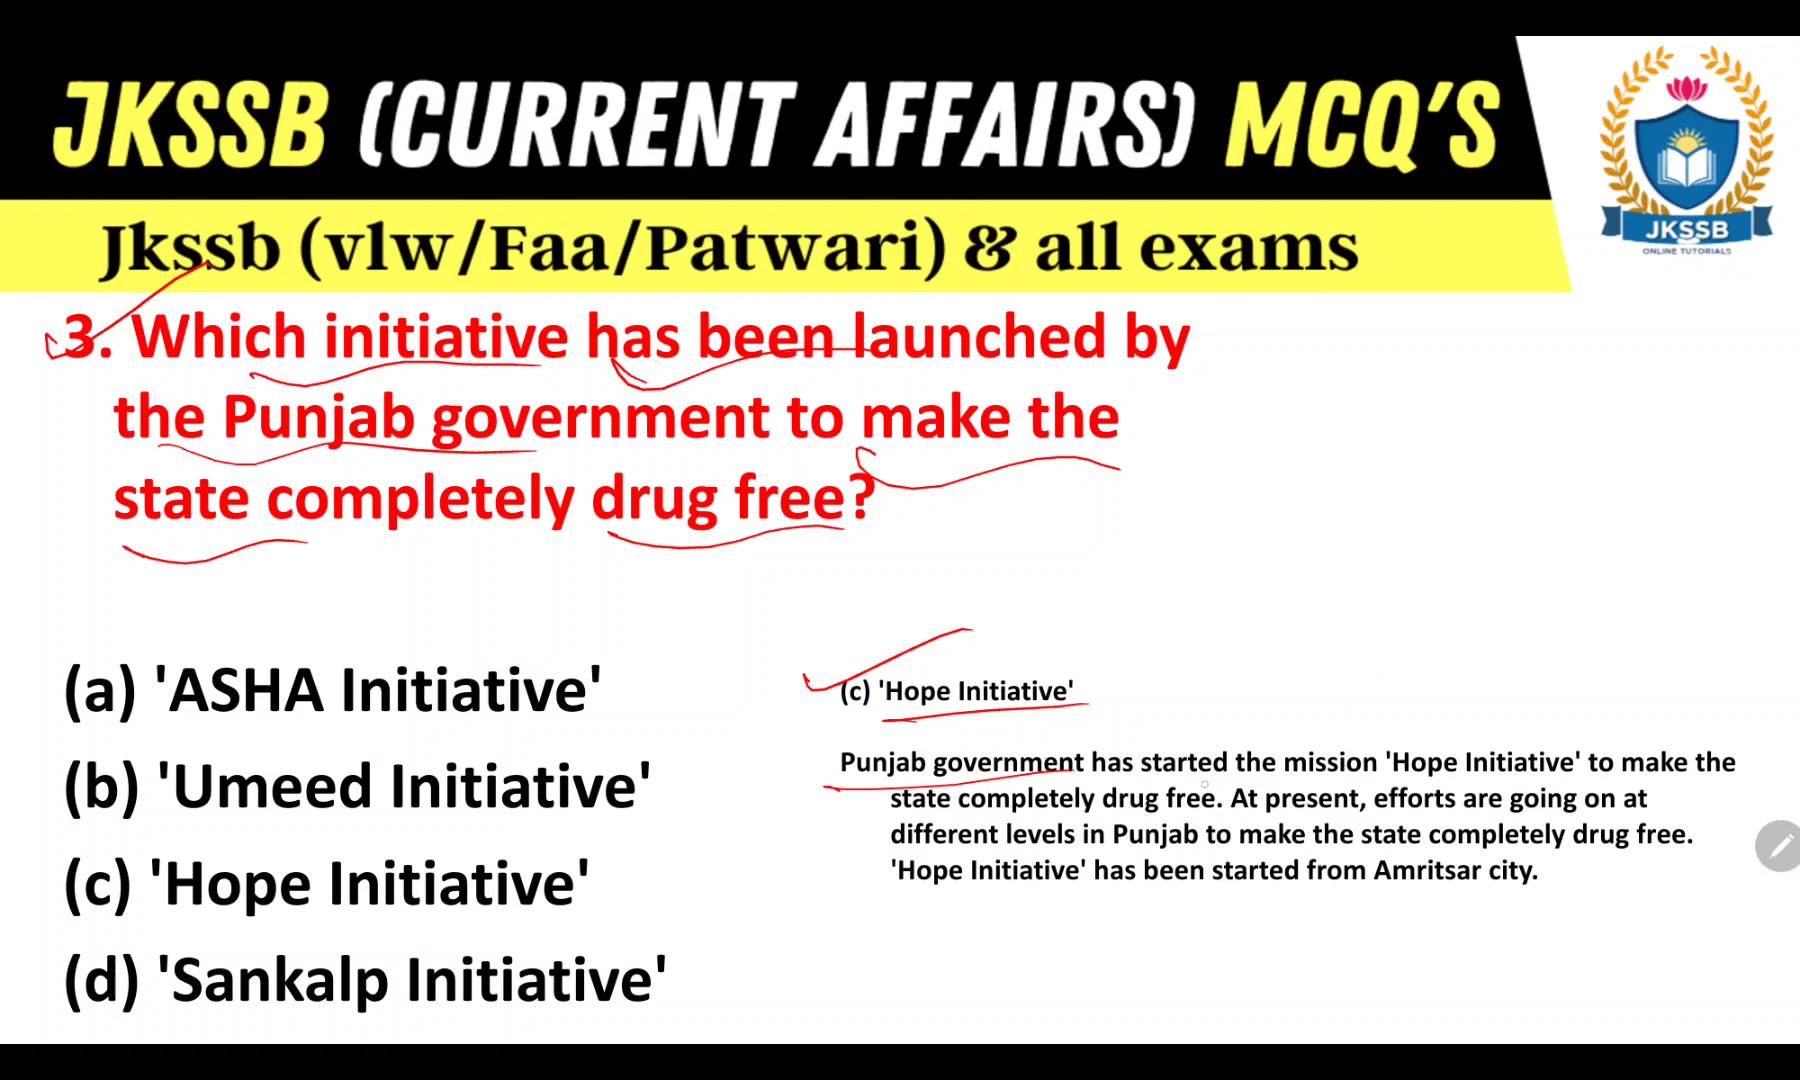 JKSSB (CURRENT AFFAIRS) MCQ'S
Jkssb (vlw/Faa/Patwari) & all exams
JKSSB
ONLINE TUTORIALS
3. Which initiative has been launched by
the Punjab government to make the
state completely drug free?
(a) 'ASHA Initiative'
(b) 'Umeed Initiative'
(c) 'Hope Initiative'
(d) 'Sankalp Initiative'
(c) 'Hope Initiative'
Punjab government has started the mission 'Hope Initiative' to make the
state completely drug free. At present, efforts are going on at
different levels in Punjab to make the state completely drug free.
'Hope Initiative' has been started from Amritsar city.